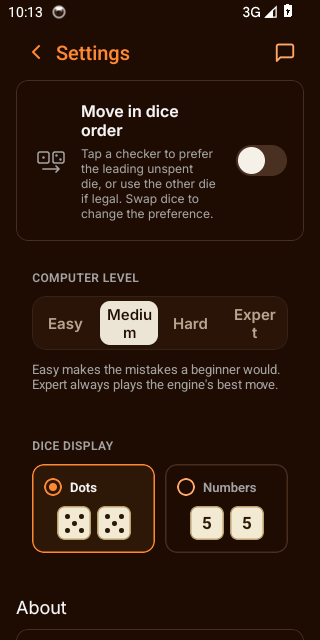 10:13
3G
Settings
Move in dice
order
Tap a checker to prefer
the leading unspent
die, or use the other die
if legal. Swap dice to
change the preference.
COMPUTER LEVEL
Easy
Mediu
m
Hard
Exper
t
Easy makes the mistakes a beginner would.
Expert always plays the engine's best move.
DICE DISPLAY
Dots
Numbers
5 5
About